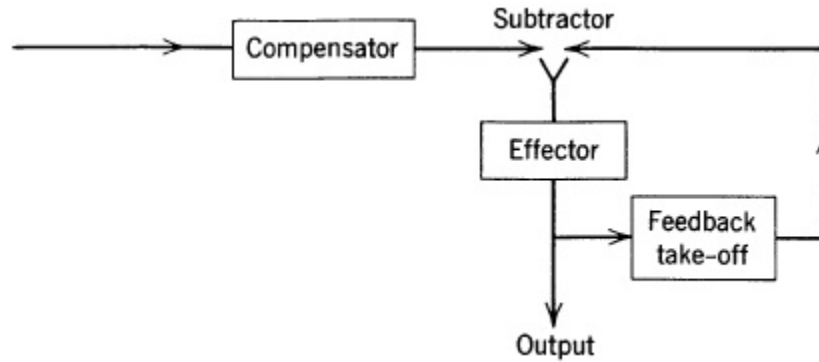 Subtractor
Compensator
Effector
Feedback
take-off
Output